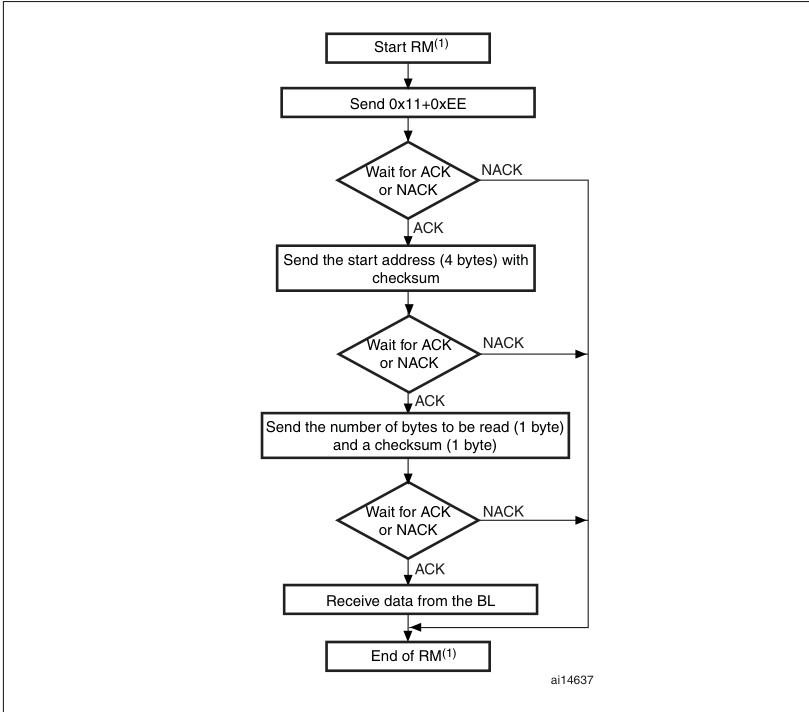 Start RM(1)
Send 0x11+0xEE
Wait for ACK
or NACK
NACK
ACK
Send the start address (4 bytes) with
checksum
Wait for ACK
or NACK
NACK
ACK
Send the number of bytes to be read (1 byte)
and a checksum (1 byte)
Wait for ACK
or NACK
NACK
ACK
Receive data from the BL
End of RM(1)
ai14637